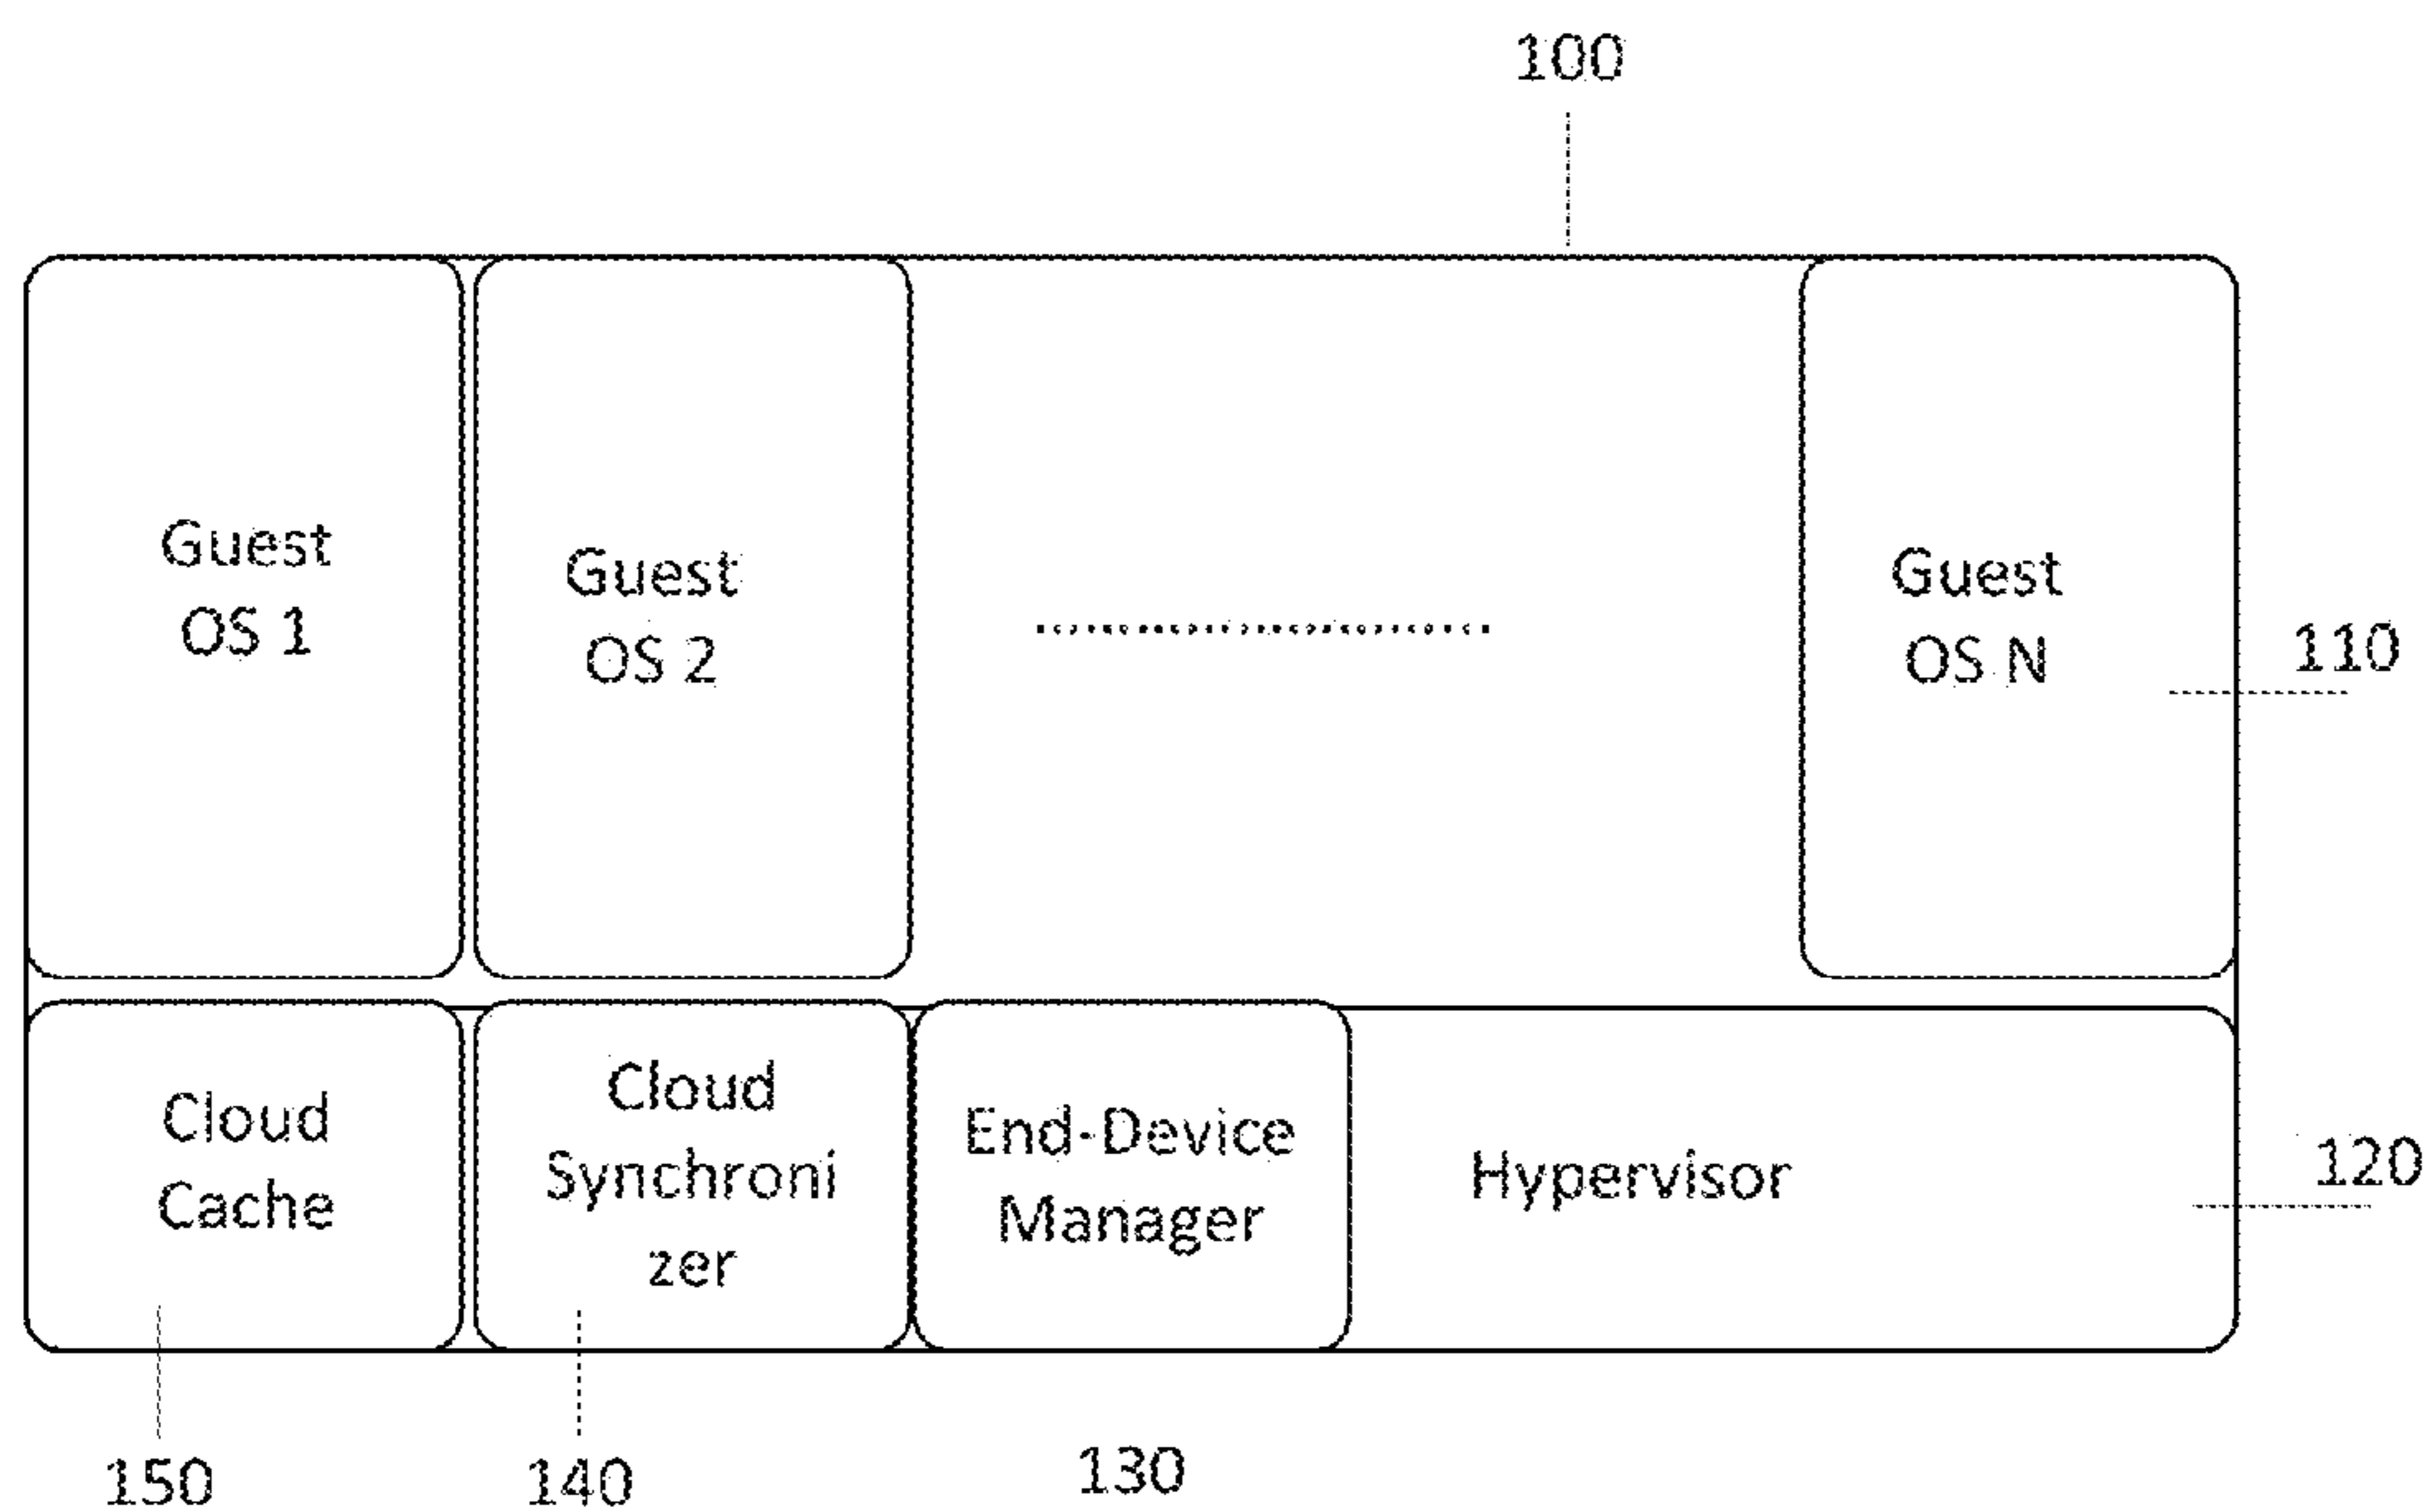 100
Guest
OS 1
Guest
OS 2
Guest
OS N
110
Cloud
Cache
Cloud
Synchroni
zer
End-Device
Manager
Hypervisor
120
150
140
130